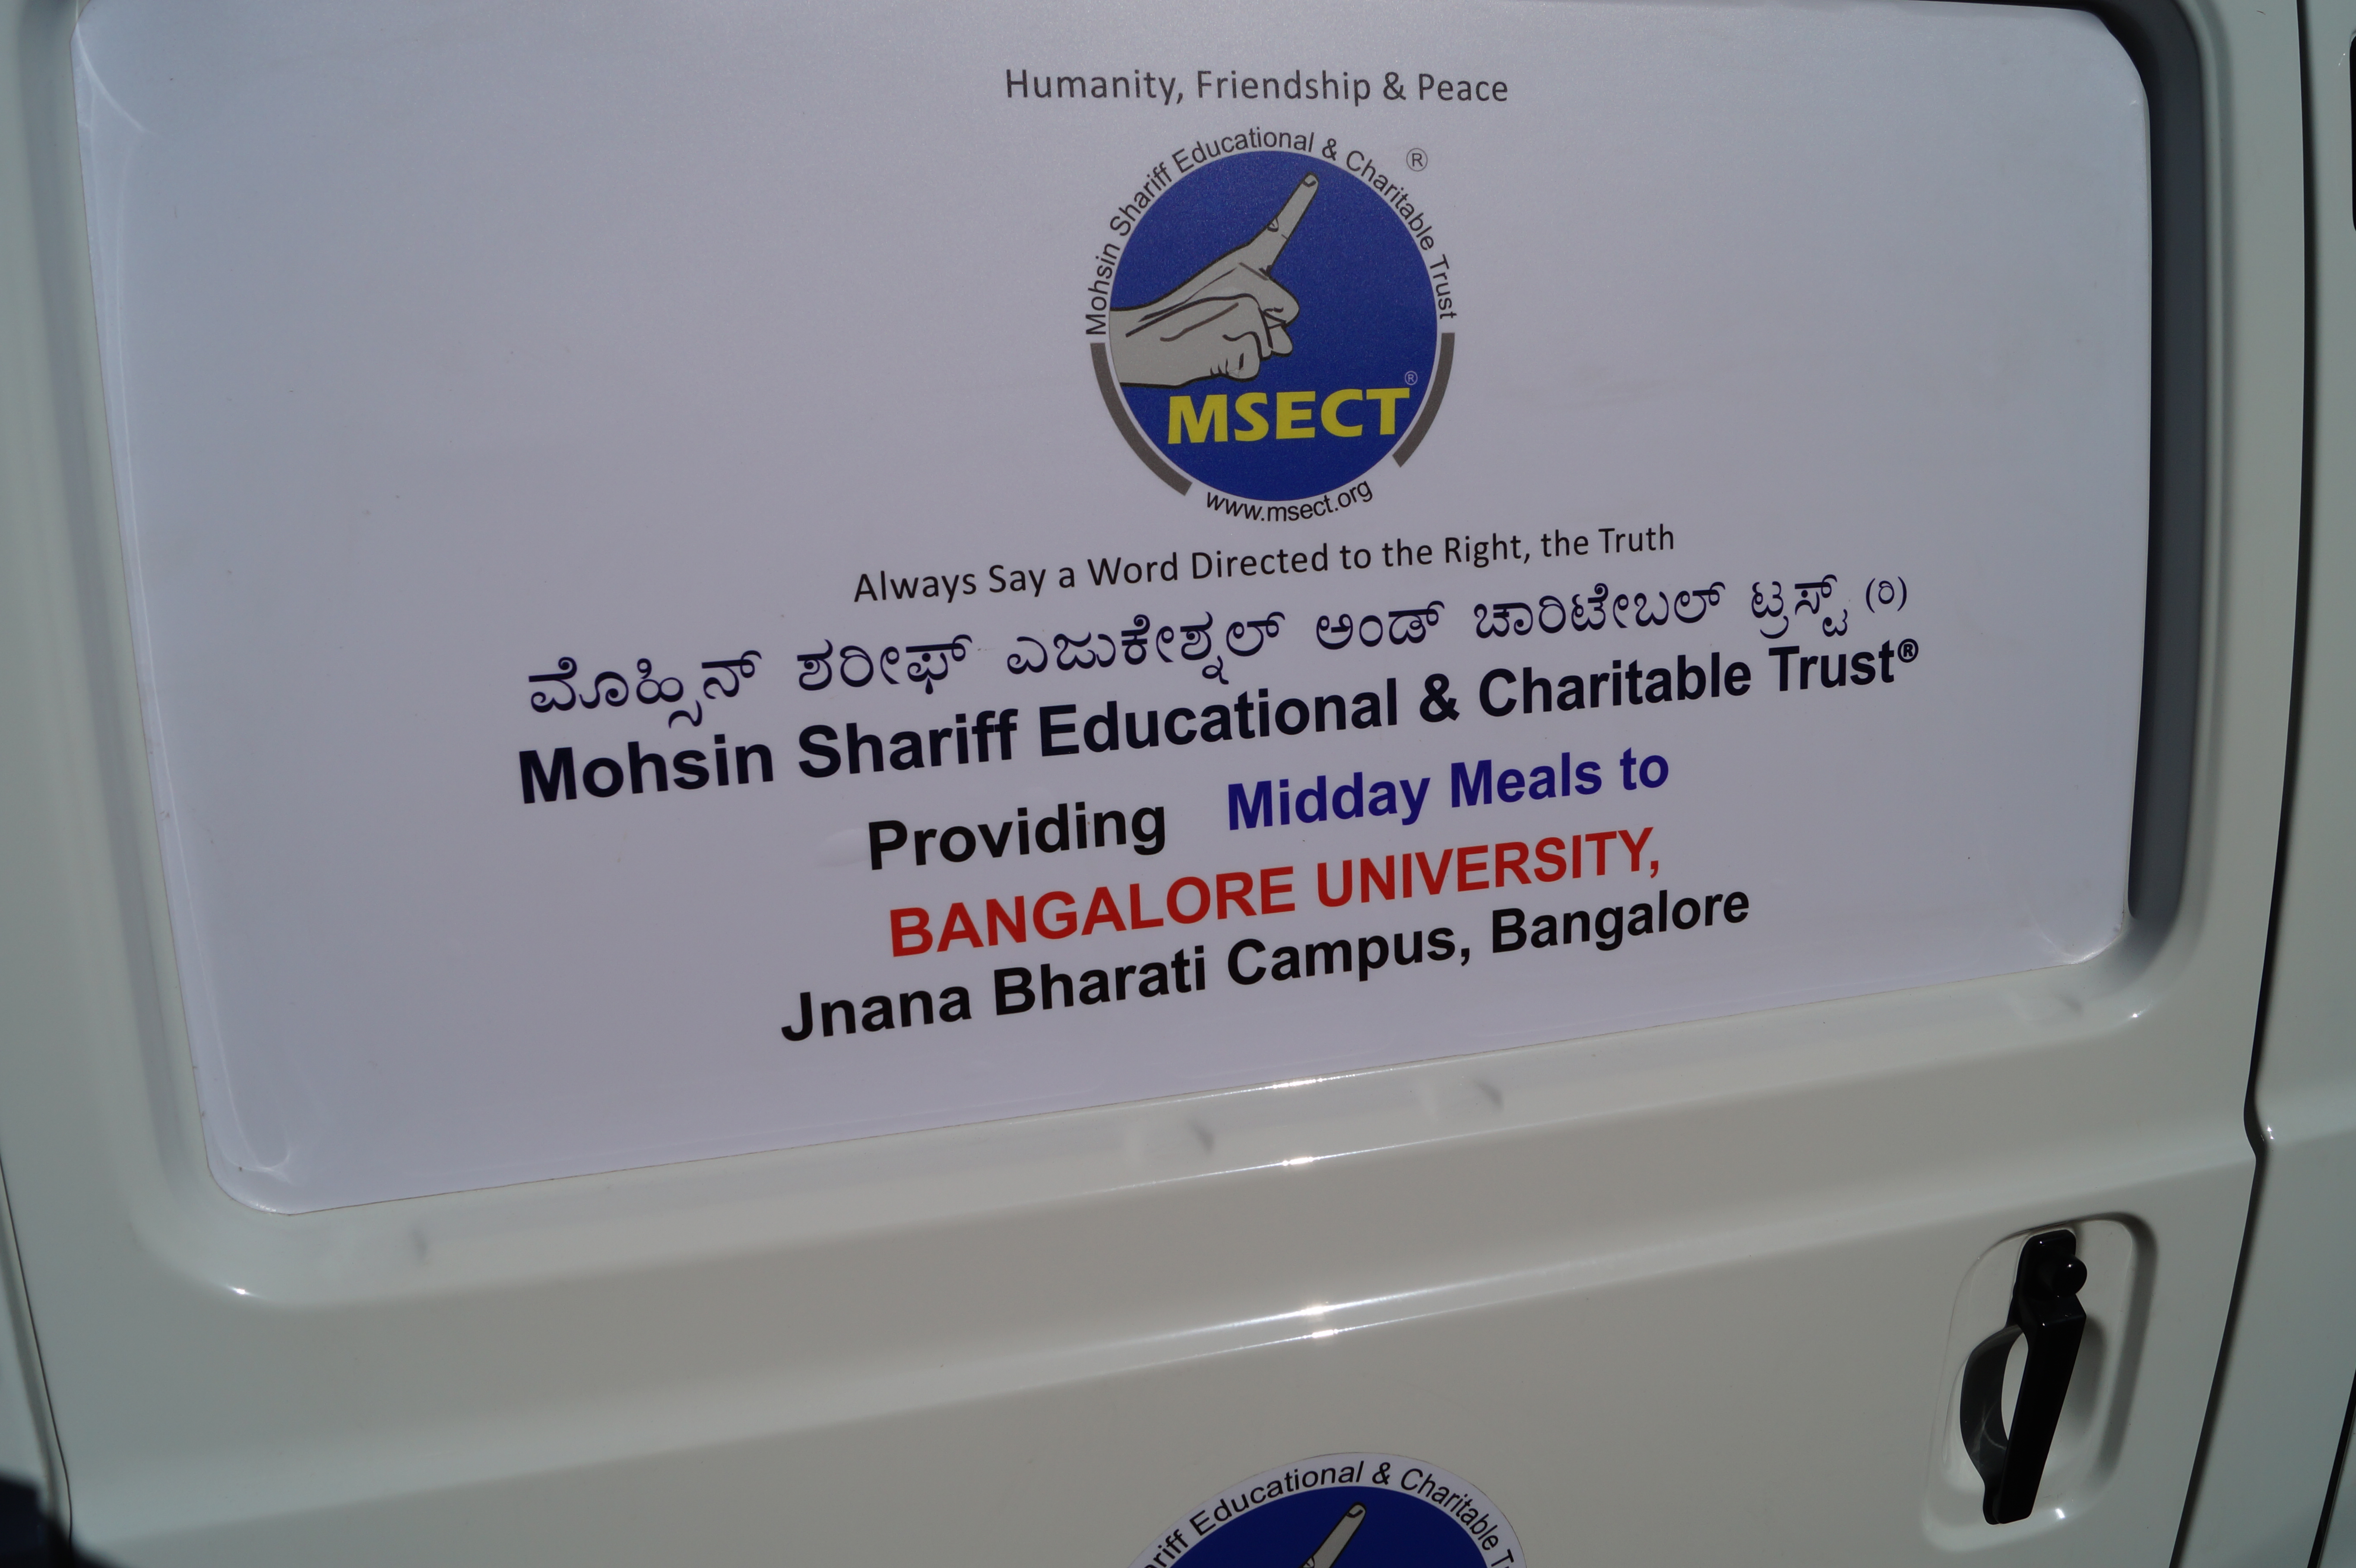 Humanity, Friendship & Peace
Mohsin Shariff Educational & Charitable Trust ®
MSECT ®
www.msect.org
Always Say a Word Directed to the Right, the Truth
ಮೊಹ್ಸಿನ್ ಶರೀಫ್ ಎಜುಕೇಶ್ನಲ್ ಅಂಡ್ ಚಾರಿಟೇಬಲ್ ಟ್ರಸ್ಟ್ (ರಿ)
Mohsin Shariff Educational & Charitable Trust®
Providing Midday Meals to
BANGALORE UNIVERSITY,
Jnana Bharati Campus, Bangalore
Educational & Charitable